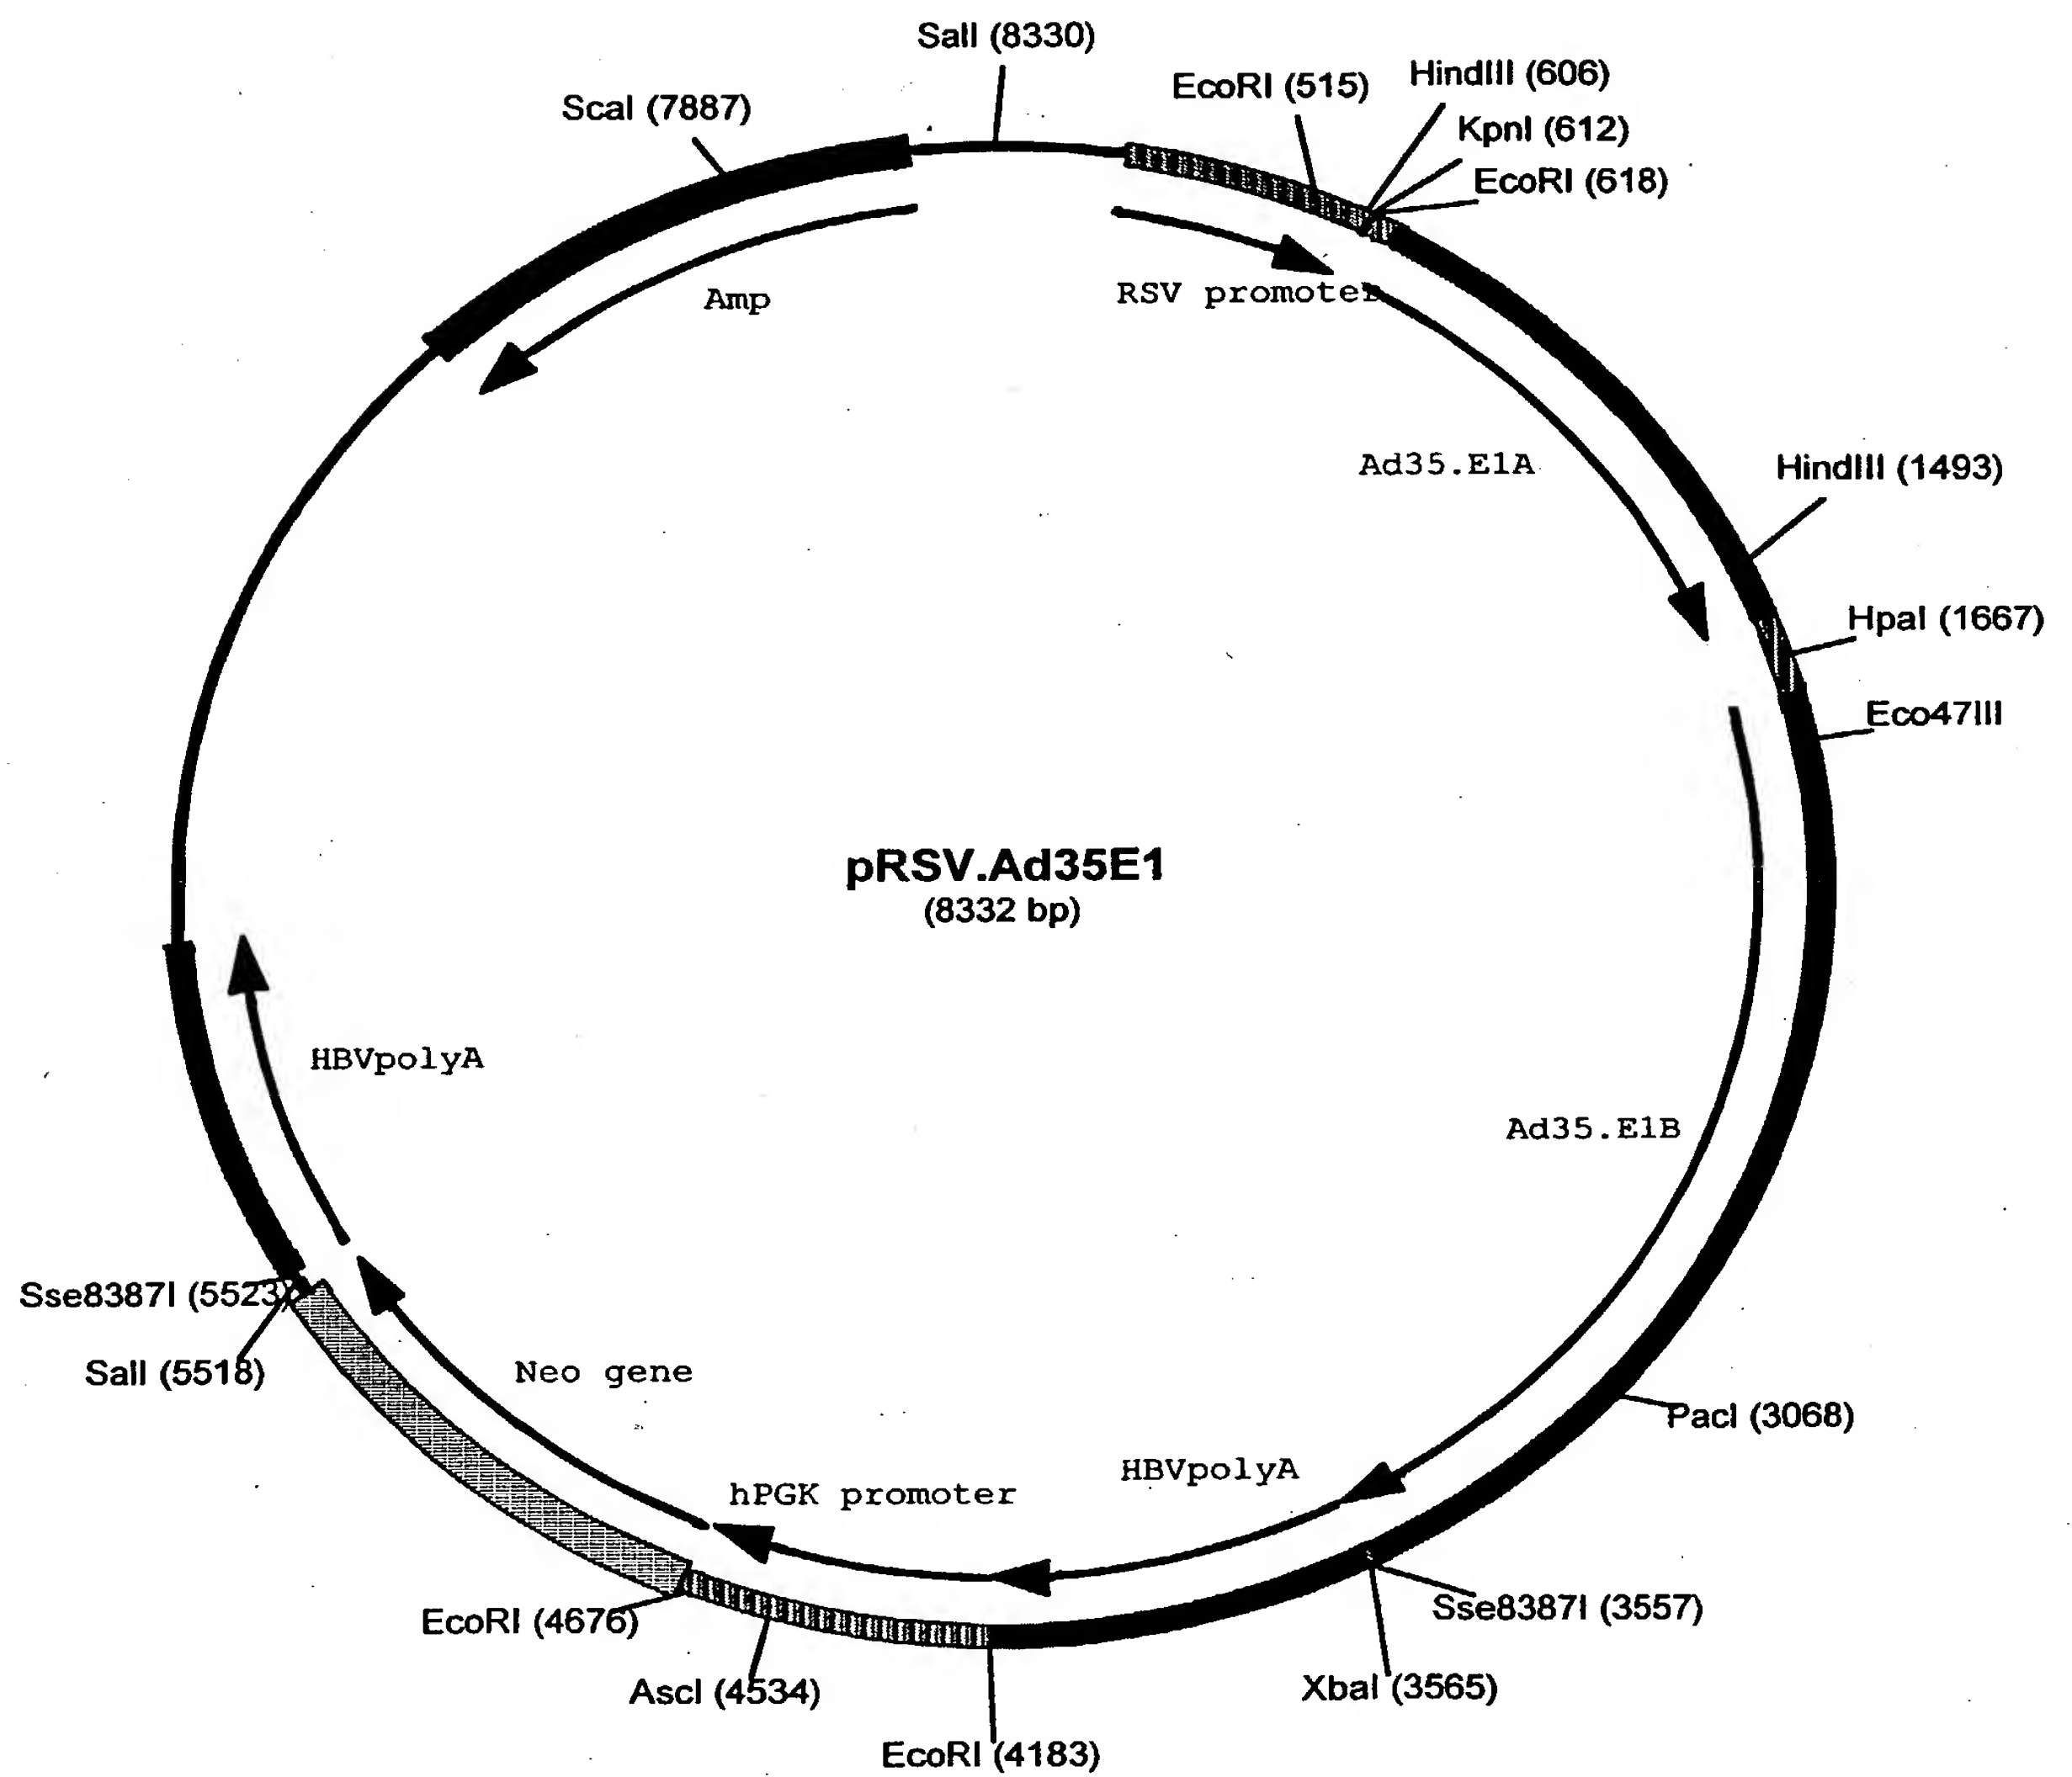 SalI (8330)
EcoRI (515)
HindIII (606)
ScaI (7887)
KpnI (612)
EcoRI (618)
Amp
RSV promoter
Ad35.E1A
HindIII (1493)
HpaI (1667)
Eco47III
pRSV.Ad35E1
(8332 bp)
HBVpolyA
Ad35.E1B
Sse8387I (5523)
SalI (5518)
Neo gene
PacI (3068)
HBVpolyA
hPGK promoter
Sse8387I (3557)
EcoRI (4676)
AscI (4534)
XbaI (3565)
EcoRI (4183)